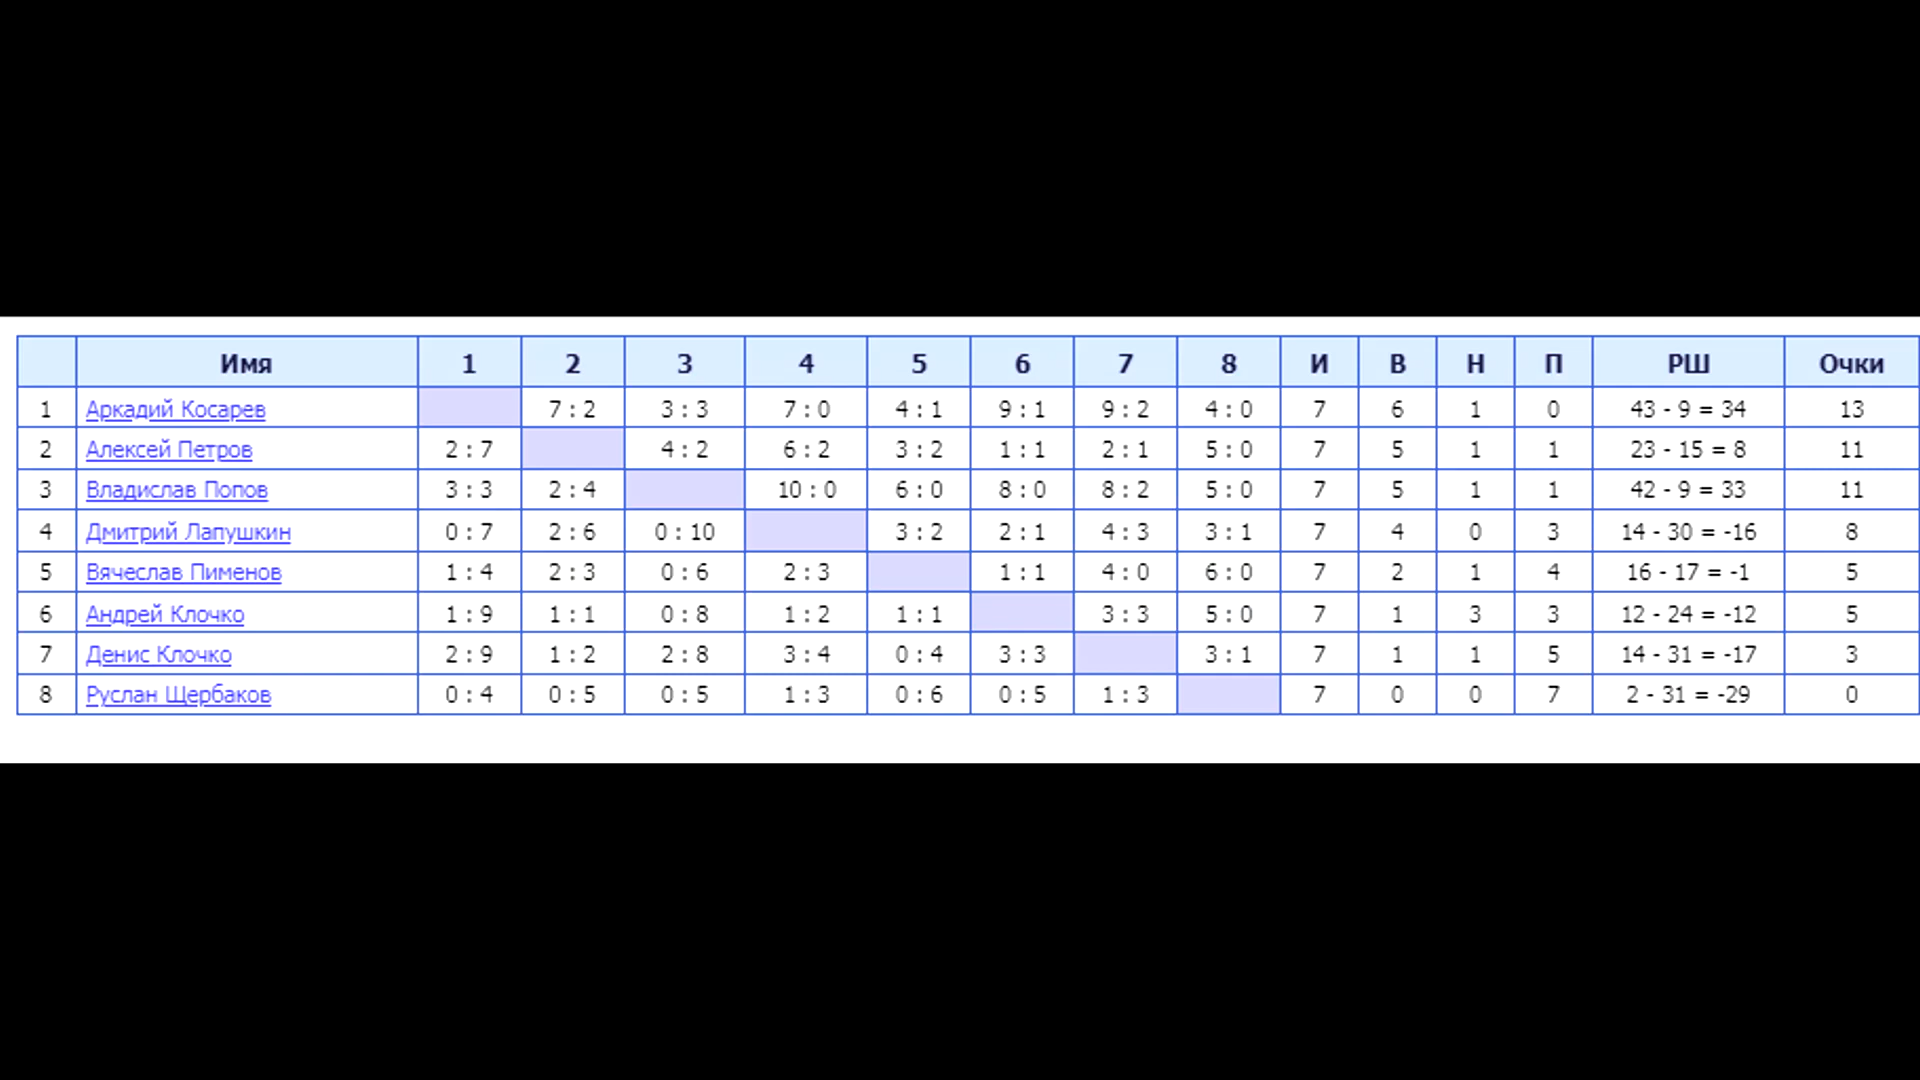 Имя 1 2 3 4 5 6 7 8 И В Н П РШ Очки
1 Аркадий Косарев 7 : 2 3 : 3 7 : 0 4 : 1 9 : 1 9 : 2 4 : 0 7 6 1 0 43 - 9 = 34 13
2 Алексей Петров 2 : 7 4 : 2 6 : 2 3 : 2 1 : 1 2 : 1 5 : 0 7 5 1 1 23 - 15 = 8 11
3 Владислав Попов 3 : 3 2 : 4 10 : 0 6 : 0 8 : 0 8 : 2 5 : 0 7 5 1 1 42 - 9 = 33 11
4 Дмитрий Лапушкин 0 : 7 2 : 6 0 : 10 3 : 2 2 : 1 4 : 3 3 : 1 7 4 0 3 14 - 30 = -16 8
5 Вячеслав Пименов 1 : 4 2 : 3 0 : 6 2 : 3 1 : 1 4 : 0 6 : 0 7 2 1 4 16 - 17 = -1 5
6 Андрей Клочко 1 : 9 1 : 1 0 : 8 1 : 2 1 : 1 3 : 3 5 : 0 7 1 3 3 12 - 24 = -12 5
7 Денис Клочко 2 : 9 1 : 2 2 : 8 3 : 4 0 : 4 3 : 3 3 : 1 7 1 1 5 14 - 31 = -17 3
8 Руслан Щербаков 0 : 4 0 : 5 0 : 5 1 : 3 0 : 6 0 : 5 1 : 3 7 0 0 7 2 - 31 = -29 0